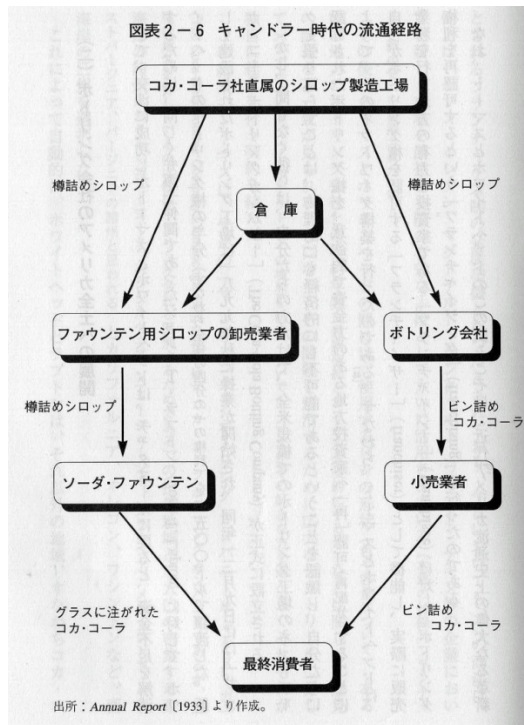 図表2－6 キャンドラー時代の流通経路
コカ・コーラ社直属のシロップ製造工場
樽詰めシロップ
樽詰めシロップ
倉 庫
ファウンテン用シロップの卸売業者
ボトリング会社
樽詰めシロップ
ビン詰め
コカ・コーラ
ソーダ・ファウンテン
小売業者
グラスに注がれた
コカ・コーラ
ビン詰め
コカ・コーラ
最終消費者
出所：Annual Report〔1933〕より作成。